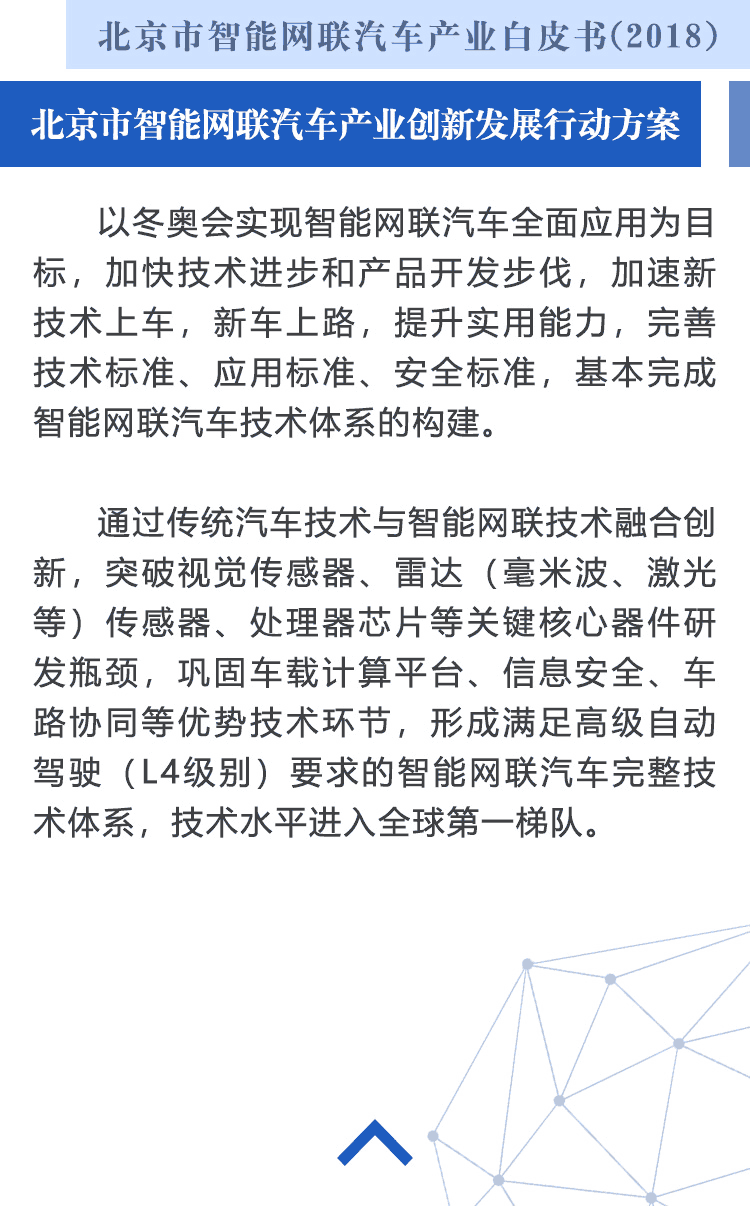 北京市智能网联汽车产业白皮书(2018)
北京市智能网联汽车产业创新发展行动方案
以冬奥会实现智能网联汽车全面应用为目
标，加快技术进步和产品开发步伐，加速新
技术上车，新车上路，提升实用能力，完善
技术标准、应用标准、安全标准，基本完成
智能网联汽车技术体系的构建。
通过传统汽车技术与智能网联技术融合创
新，突破视觉传感器、雷达（毫米波、激光
等）传感器、处理器芯片等关键核心器件研
发瓶颈，巩固车载计算平台、信息安全、车
路协同等优势技术环节，形成满足高级自动
驾驶（L4级别）要求的智能网联汽车完整技
术体系，技术水平进入全球第一梯队。